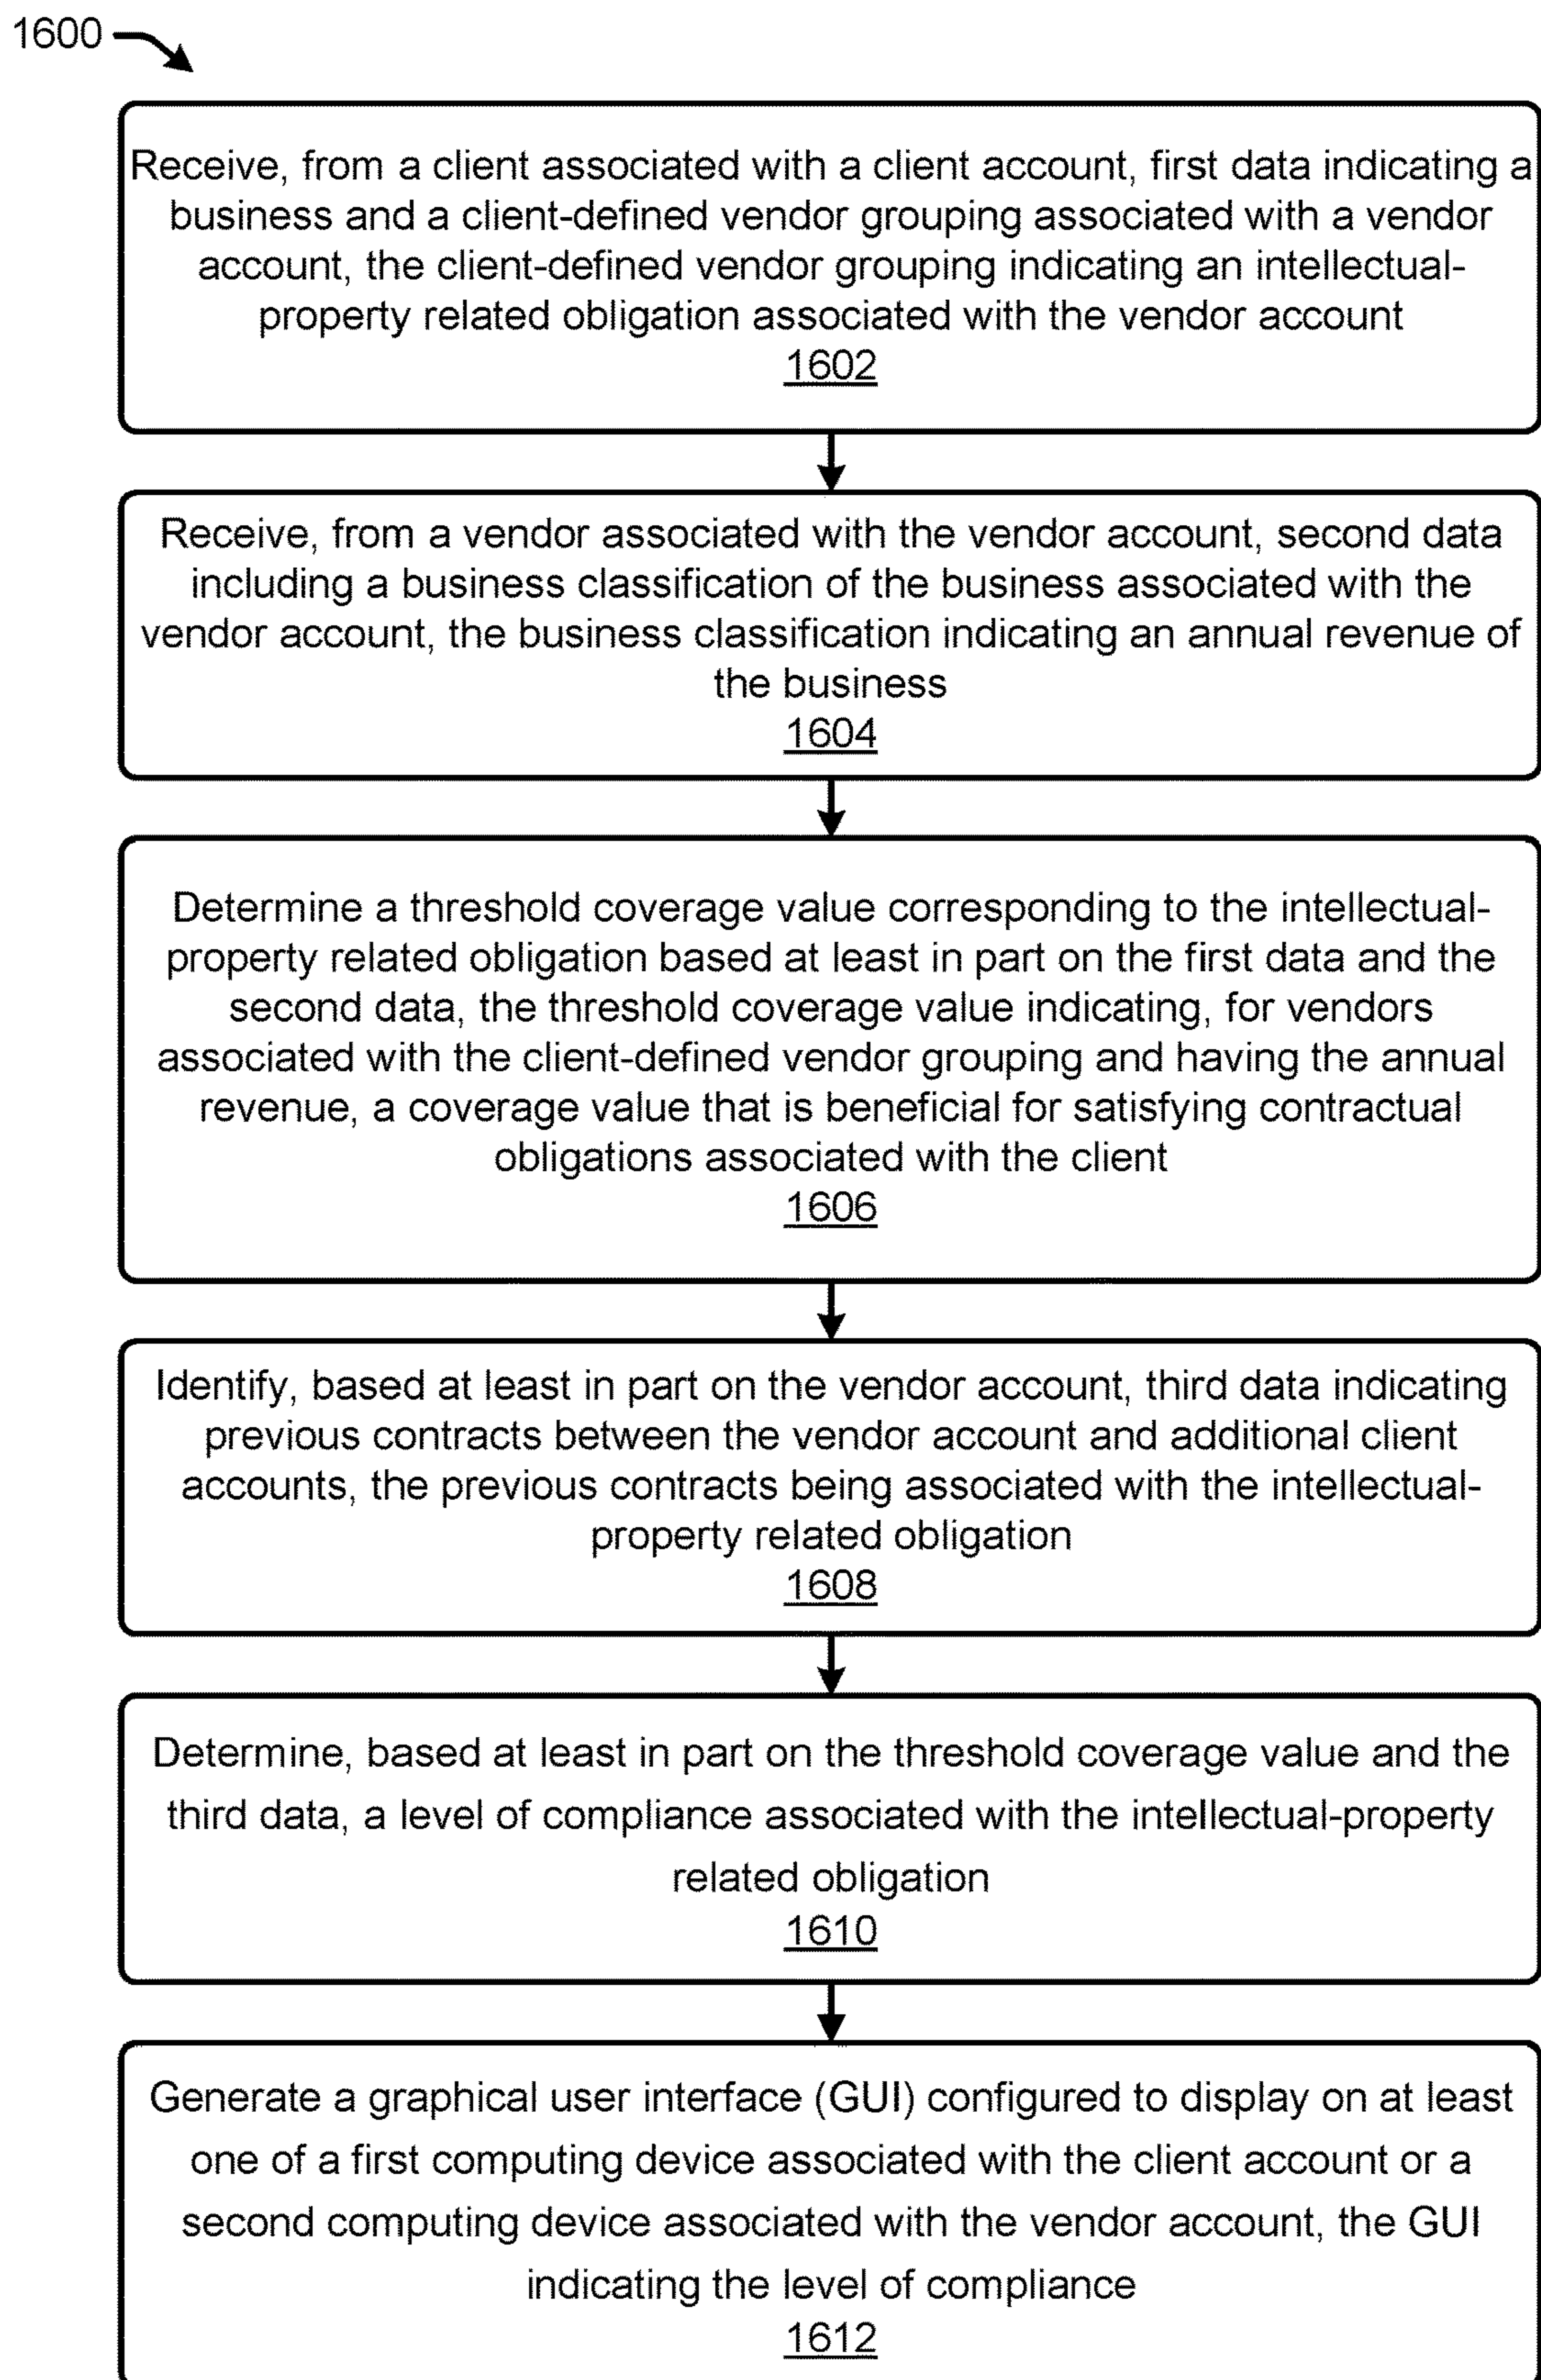 1600
Receive, from a client associated with a client account, first data indicating a
business and a client-defined vendor grouping associated with a vendor
account, the client-defined vendor grouping indicating an intellectual-
property related obligation associated with the vendor account
1602
Receive, from a vendor associated with the vendor account, second data
including a business classification of the business associated with the
vendor account, the business classification indicating an annual revenue of
the business
1604
Determine a threshold coverage value corresponding to the intellectual-
property related obligation based at least in part on the first data and the
second data, the threshold coverage value indicating, for vendors
associated with the client-defined vendor grouping and having the annual
revenue, a coverage value that is beneficial for satisfying contractual
obligations associated with the client
1606
Identify, based at least in part on the vendor account, third data indicating
previous contracts between the vendor account and additional client
accounts, the previous contracts being associated with the intellectual-
property related obligation
1608
Determine, based at least in part on the threshold coverage value and the
third data, a level of compliance associated with the intellectual-property
related obligation
1610
Generate a graphical user interface (GUI) configured to display on at least
one of a first computing device associated with the client account or a
second computing device associated with the vendor account, the GUI
indicating the level of compliance
1612